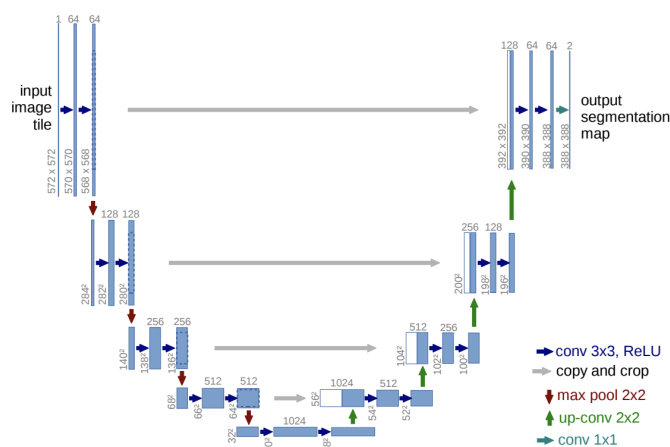 1
64
64
128
64
64
2
input
image
tile
output
segmentation
map
572 x 572
570 x 570
568 x 568
392 x 392
390 x 390
388 x 388
388 x 388
128
128
256
128
284²
282²
280²
200²
198²
196²
256
256
512
256
140²
138²
136²
104²
102²
100²
512
512
1024
512
68²
66²
64²
56²
54²
52²
1024
32²
conv 3x3, ReLU
copy and crop
max pool 2x2
up-conv 2x2
conv 1x1